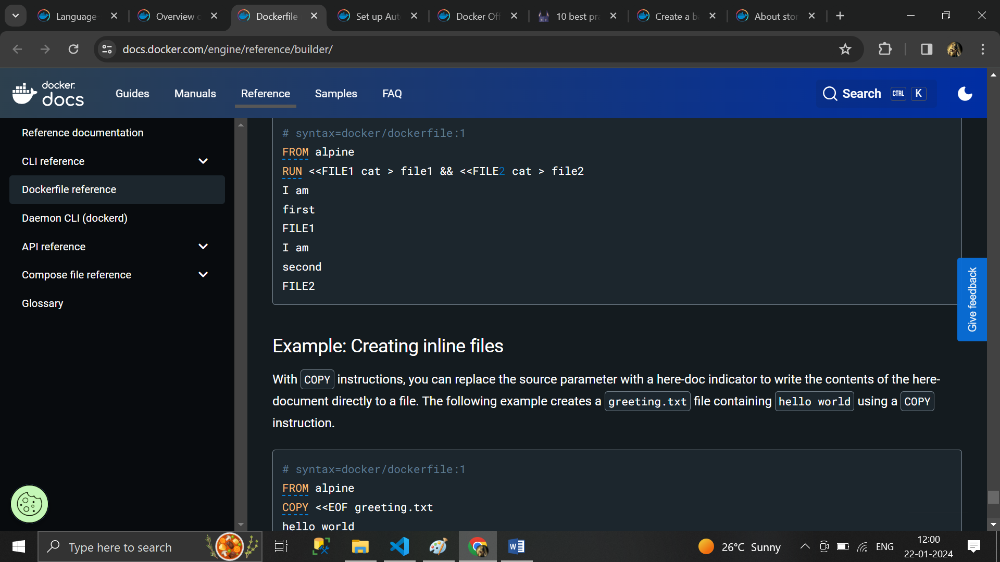 Language-
Overview c
Dockerfile
Set up Aut
Docker Off
10 best pra
Create a ba
About stor
docs.docker.com/engine/reference/builder/
docker
docs
Guides
Manuals
Reference
Samples
FAQ
Search
CTRL
K
Reference documentation
CLI reference
Dockerfile reference
Daemon CLI (dockerd)
API reference
Compose file reference
Glossary
# syntax=docker/dockerfile:1
FROM alpine
RUN <<FILE1 cat > file1 && <<FILE2 cat > file2
I am
first
FILE1
I am
second
FILE2
Example: Creating inline files
With COPY instructions, you can replace the source parameter with a here-doc indicator to write the contents of the here-
document directly to a file. The following example creates a greeting.txt file containing hello world using a COPY
instruction.
# syntax=docker/dockerfile:1
FROM alpine
COPY <<EOF greeting.txt
hello world
Give feedback
Type here to search
26°C Sunny
ENG
12:00
22-01-2024